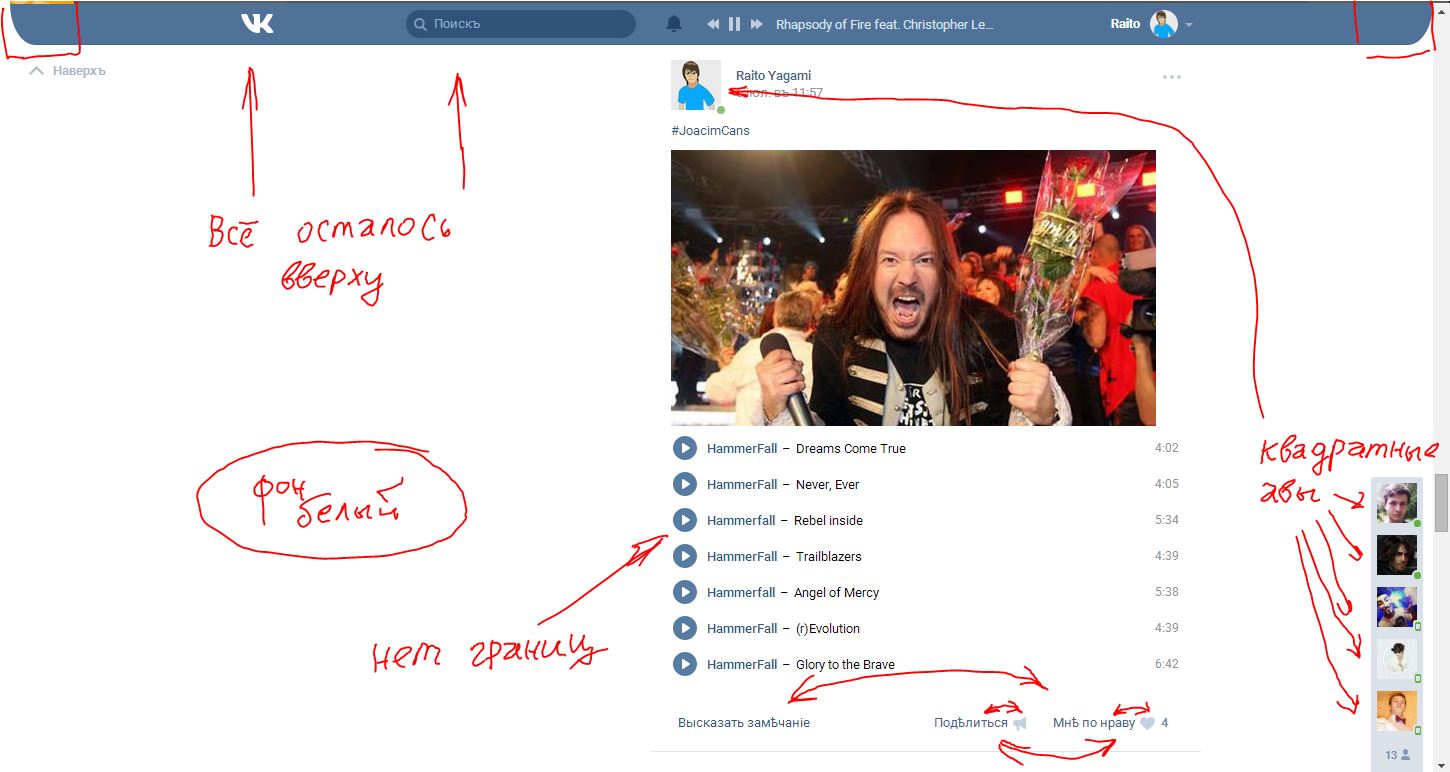 VK
Поискъ
Rhapsody of Fire feat. Christopher Le...
Raito
Наверхъ
Raito Yagami
юл. въ 11:57
#JoacimCans
Всё осталось
вверху
фон
белый
HammerFall – Dreams Come True 4:02
HammerFall – Never, Ever 4:05
Hammerfall – Rebel inside 5:34
HammerFall – Trailblazers 4:39
Hammerfall – Angel of Mercy 5:38
HammerFall – (r)Evolution 4:39
HammerFall – Glory to the Brave 6:42
квадратные
авы
нет границ
Высказать замѣчаніе
Подѣлиться
Мнѣ по нраву 4
13